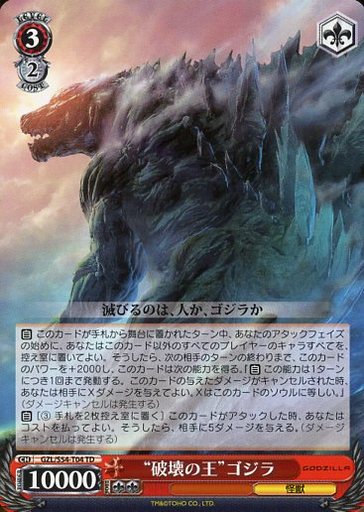 LEVEL
3
2
COST
滅びるのは、人か、ゴジラか
自 このカードが手札から舞台に置かれたターン中、あなたのアタックフェイズ
の始めに、あなたはこのカード以外のすべてのプレイヤーのキャラすべてを、
控え室に置いてよい。そうしたら、次の相手のターンの終わりまで、このカード
のパワーを+2000し、このカードは次の能力を得る。『自 この能力は1ターン
につき1回まで発動する。このカードの与えたダメージがキャンセルされた
時、相手にXダメージを与えてよい。Xはこのカードのソウルに等しい。』
(ダメージキャンセルは発生する)
自 [③ 手札を2枚控え室に置く] このカードがアタックした時、あなたは
コストを払ってよい。そうしたら、相手に5ダメージを与える。(ダメージ
キャンセルは発生する)
GZL/SS4-T04 TD
10000
“破壊の王”ゴジラ
GODZILLA
怪獣
TM&©TOHO CO., LTD.